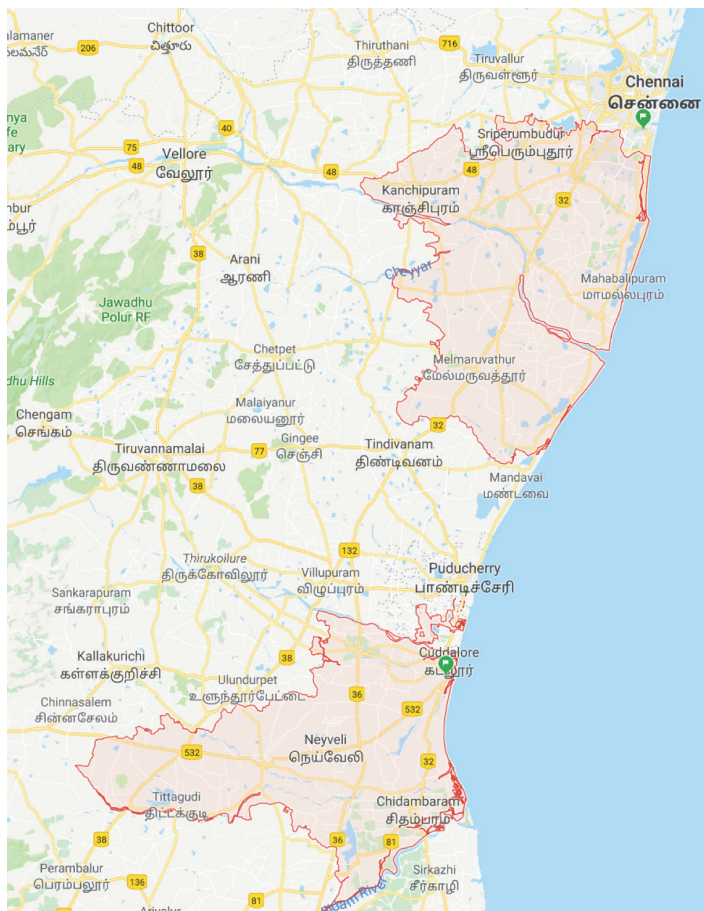 Chittoor
చిత్తూరు
206
Thiruthani
திருத்தணி
716
Tiruvallur
திருவள்ளூர்
Chennai
சென்னை
40
75
48
Vellore
வேலூர்
48
Sriperumbudur
ஸ்ரீபெரும்புதூர்
48
Kanchipuram
காஞ்சிபுரம்
32
38
Arani
ஆரணி
Cheyyar
Mahabalipuram
மாமல்லபுரம்
Jawadhu
Polur RF
Chetpet
சேத்துப்பட்டு
Melmaruvathur
மேல்மருவத்தூர்
Malaiyanur
மலையனூர்
Chengam
செங்கம்
32
Gingee
செஞ்சி
77
Tindivanam
திண்டிவனம்
Tiruvannamalai
திருவண்ணாமலை
38
Mandavai
மண்டவை
132
Thirukoilure
திருக்கோவிலூர்
Villupuram
விழுப்புரம்
Puducherry
பாண்டிச்சேரி
Sankarapuram
சங்கராபுரம்
Kallakurichi
கள்ளக்குறிச்சி
38
Cuddalore
Ulundurpet
உளுந்தூர்பேட்டை
36
532
Chinnasalem
சின்னசேலம்
532
Neyveli
நெய்வேலி
32
Tittagudi
திட்டக்குடி
Chidambaram
சிதம்பரம்
38
36
81
Perambalur
பெரம்பலூர்
136
Sirkazhi
சீர்காழி
81
River